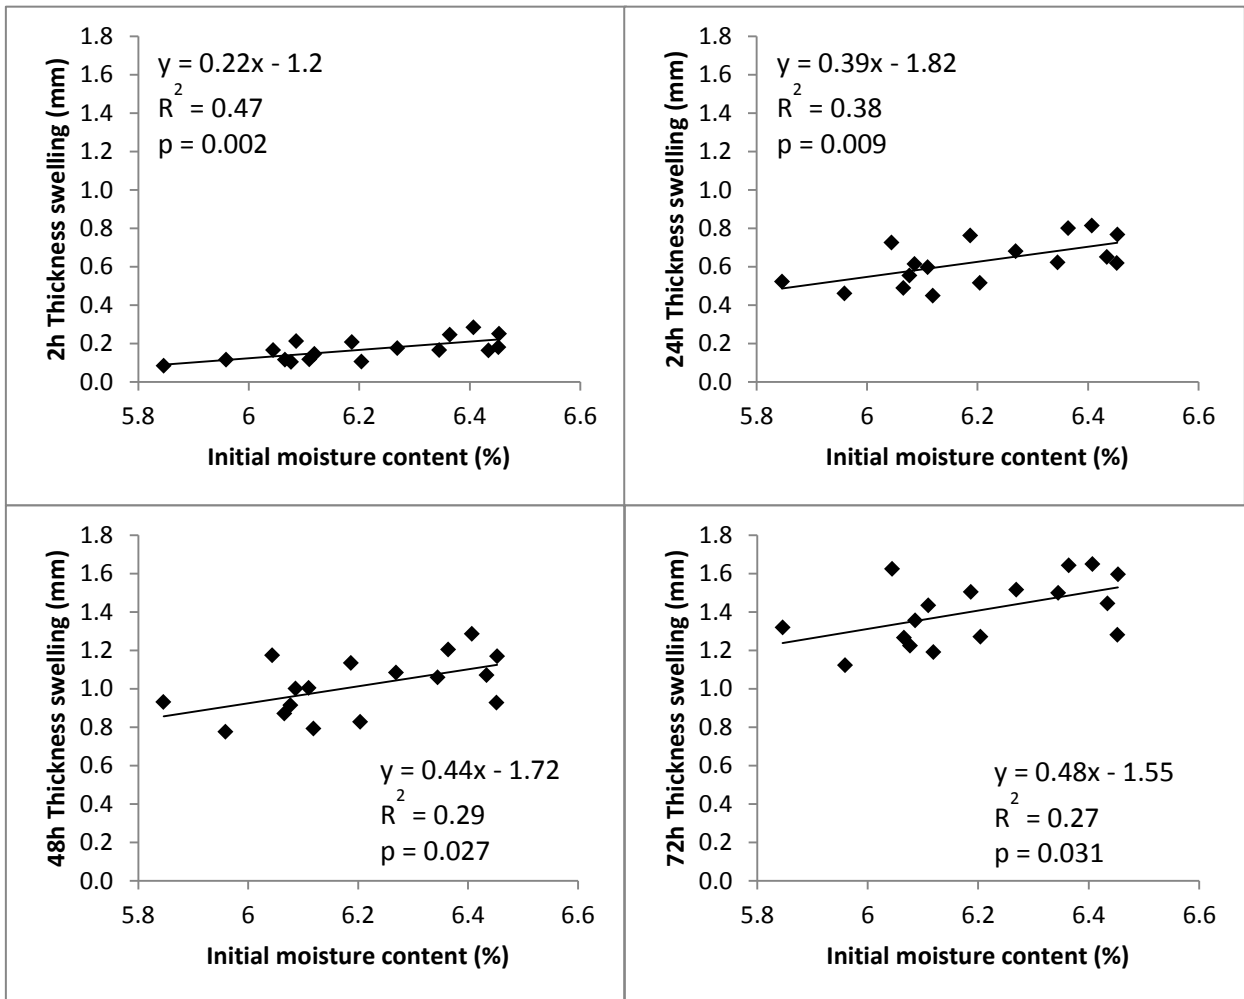 2h Thickness swelling (mm)
1.8
1.6
1.4
1.2
1.0
0.8
0.6
0.4
0.2
0.0
y = 0.22x - 1.2
R² = 0.47
p = 0.002
5.8 6 6.2 6.4 6.6
Initial moisture content (%)
24h Thickness swelling (mm)
1.8
1.6
1.4
1.2
1.0
0.8
0.6
0.4
0.2
0.0
y = 0.39x - 1.82
R² = 0.38
p = 0.009
5.8 6 6.2 6.4 6.6
Initial moisture content (%)
48h Thickness swelling (mm)
1.8
1.6
1.4
1.2
1.0
0.8
0.6
0.4
0.2
0.0
y = 0.44x - 1.72
R² = 0.29
p = 0.027
5.8 6 6.2 6.4 6.6
Initial moisture content (%)
72h Thickness swelling (mm)
1.8
1.6
1.4
1.2
1.0
0.8
0.6
0.4
0.2
0.0
y = 0.48x - 1.55
R² = 0.27
p = 0.031
5.8 6 6.2 6.4 6.6
Initial moisture content (%)